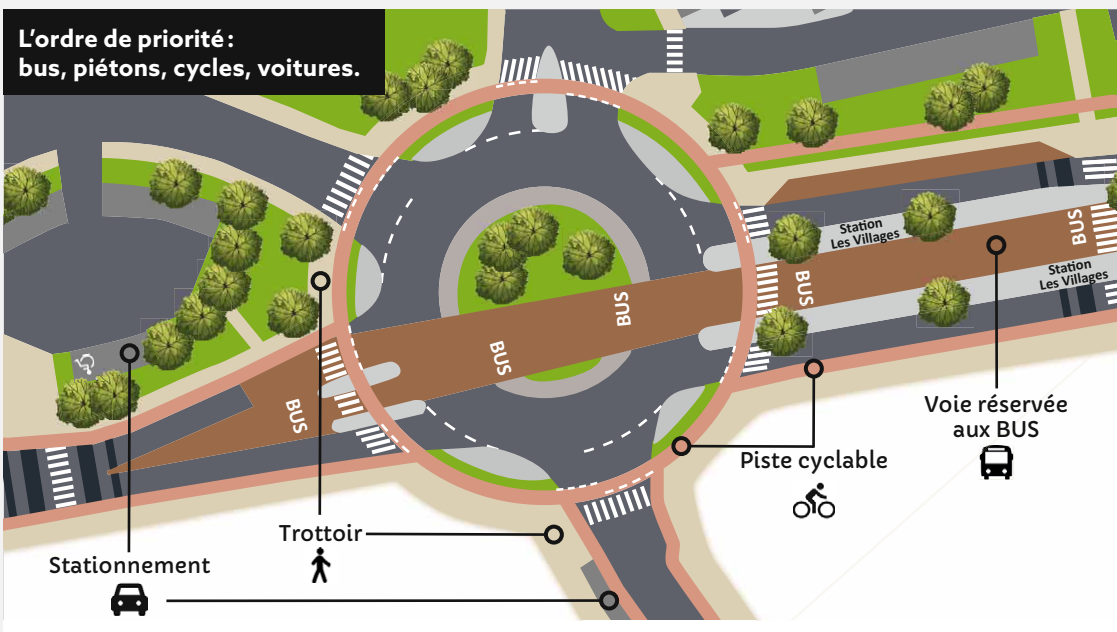 L'ordre de priorité:
bus, piétons, cycles, voitures.
Station
Les Villages
BUS
Station
Les Villages
BUS
BUS
BUS
BUS
Voie réservée
aux BUS
Piste cyclable
Trottoir
Stationnement